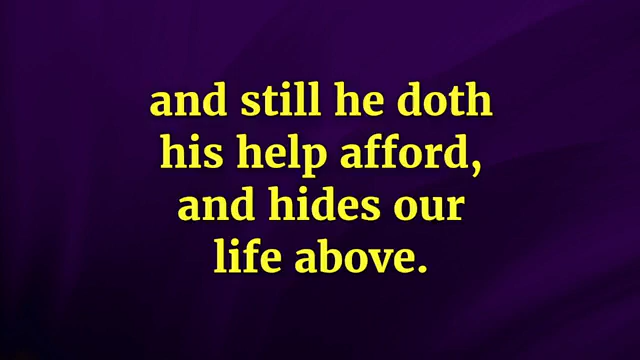 and still he doth
his help afford,
and hides our
life above.